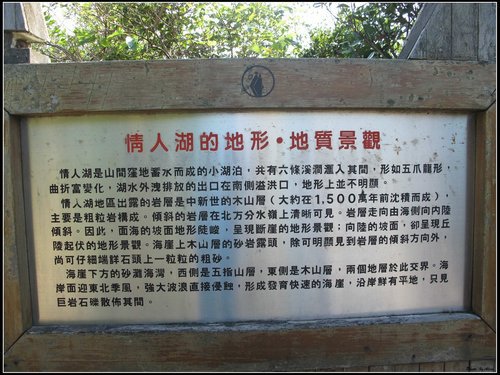 情人湖的地形・地質景觀
情人湖是山間窪地蓄水而成的小湖泊，共有六條溪澗滙入其間，形如五爪龍形，
曲折富變化，湖水外洩排放的出口在南側溢洪口，地形上並不明顯。
情人湖地區出露的岩層是中新世的木山層（大約在1,500萬年前沈積而成），
主要是粗粒岩構成。傾斜的岩層在北方分水嶺上清晰可見。岩層走向由海側向內陸
傾斜。因此，面海的坡面地形陡峻，呈現斷崖的地形景觀；向陸的坡面，卻呈現丘
陵起伏的地形景觀。海崖上木山層的砂岩露頭，除可明顯見到岩層的傾斜方向外，
尚可仔細端詳石頭上一粒粒的粗砂。
海崖下方的砂灘海灣，西側是五指山層，東側是木山層，兩個地層於此交界。海
岸面迎東北季風，強大波浪直接侵蝕，形成發育快速的海崖，沿岸鮮有平地，只見
巨岩石礫散佈其間。